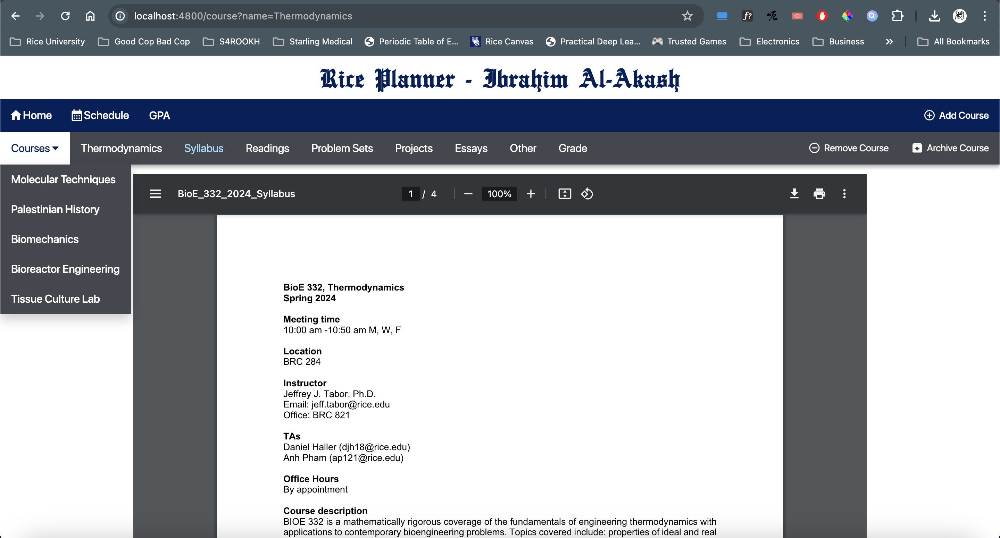 localhost:4800/course?name=Thermodynamics
f?
Rice University
Good Cop Bad Cop
S4ROOKH
Starling Medical
Periodic Table of E...
Rice Canvas
Practical Deep Lea...
Trusted Games
Electronics
Business
All Bookmarks
Rice Planner - Ibrahim Al-Akash
Home
Schedule
GPA
Add Course
Courses
Thermodynamics
Syllabus
Readings
Problem Sets
Projects
Essays
Other
Grade
Remove Course
Archive Course
Molecular Techniques
Palestinian History
Biomechanics
Bioreactor Engineering
Tissue Culture Lab
BioE_332_2024_Syllabus
1 / 4
100%
BioE 332, Thermodynamics
Spring 2024
Meeting time
10:00 am -10:50 am M, W, F
Location
BRC 284
Instructor
Jeffrey J. Tabor, Ph.D.
Email: jeff.tabor@rice.edu
Office: BRC 821
TAs
Daniel Haller (djh18@rice.edu)
Anh Pham (ap121@rice.edu)
Office Hours
By appointment
Course description
BIOE 332 is a mathematically rigorous coverage of the fundamentals of engineering thermodynamics with
applications to contemporary bioengineering problems. Topics covered include: properties of ideal and real